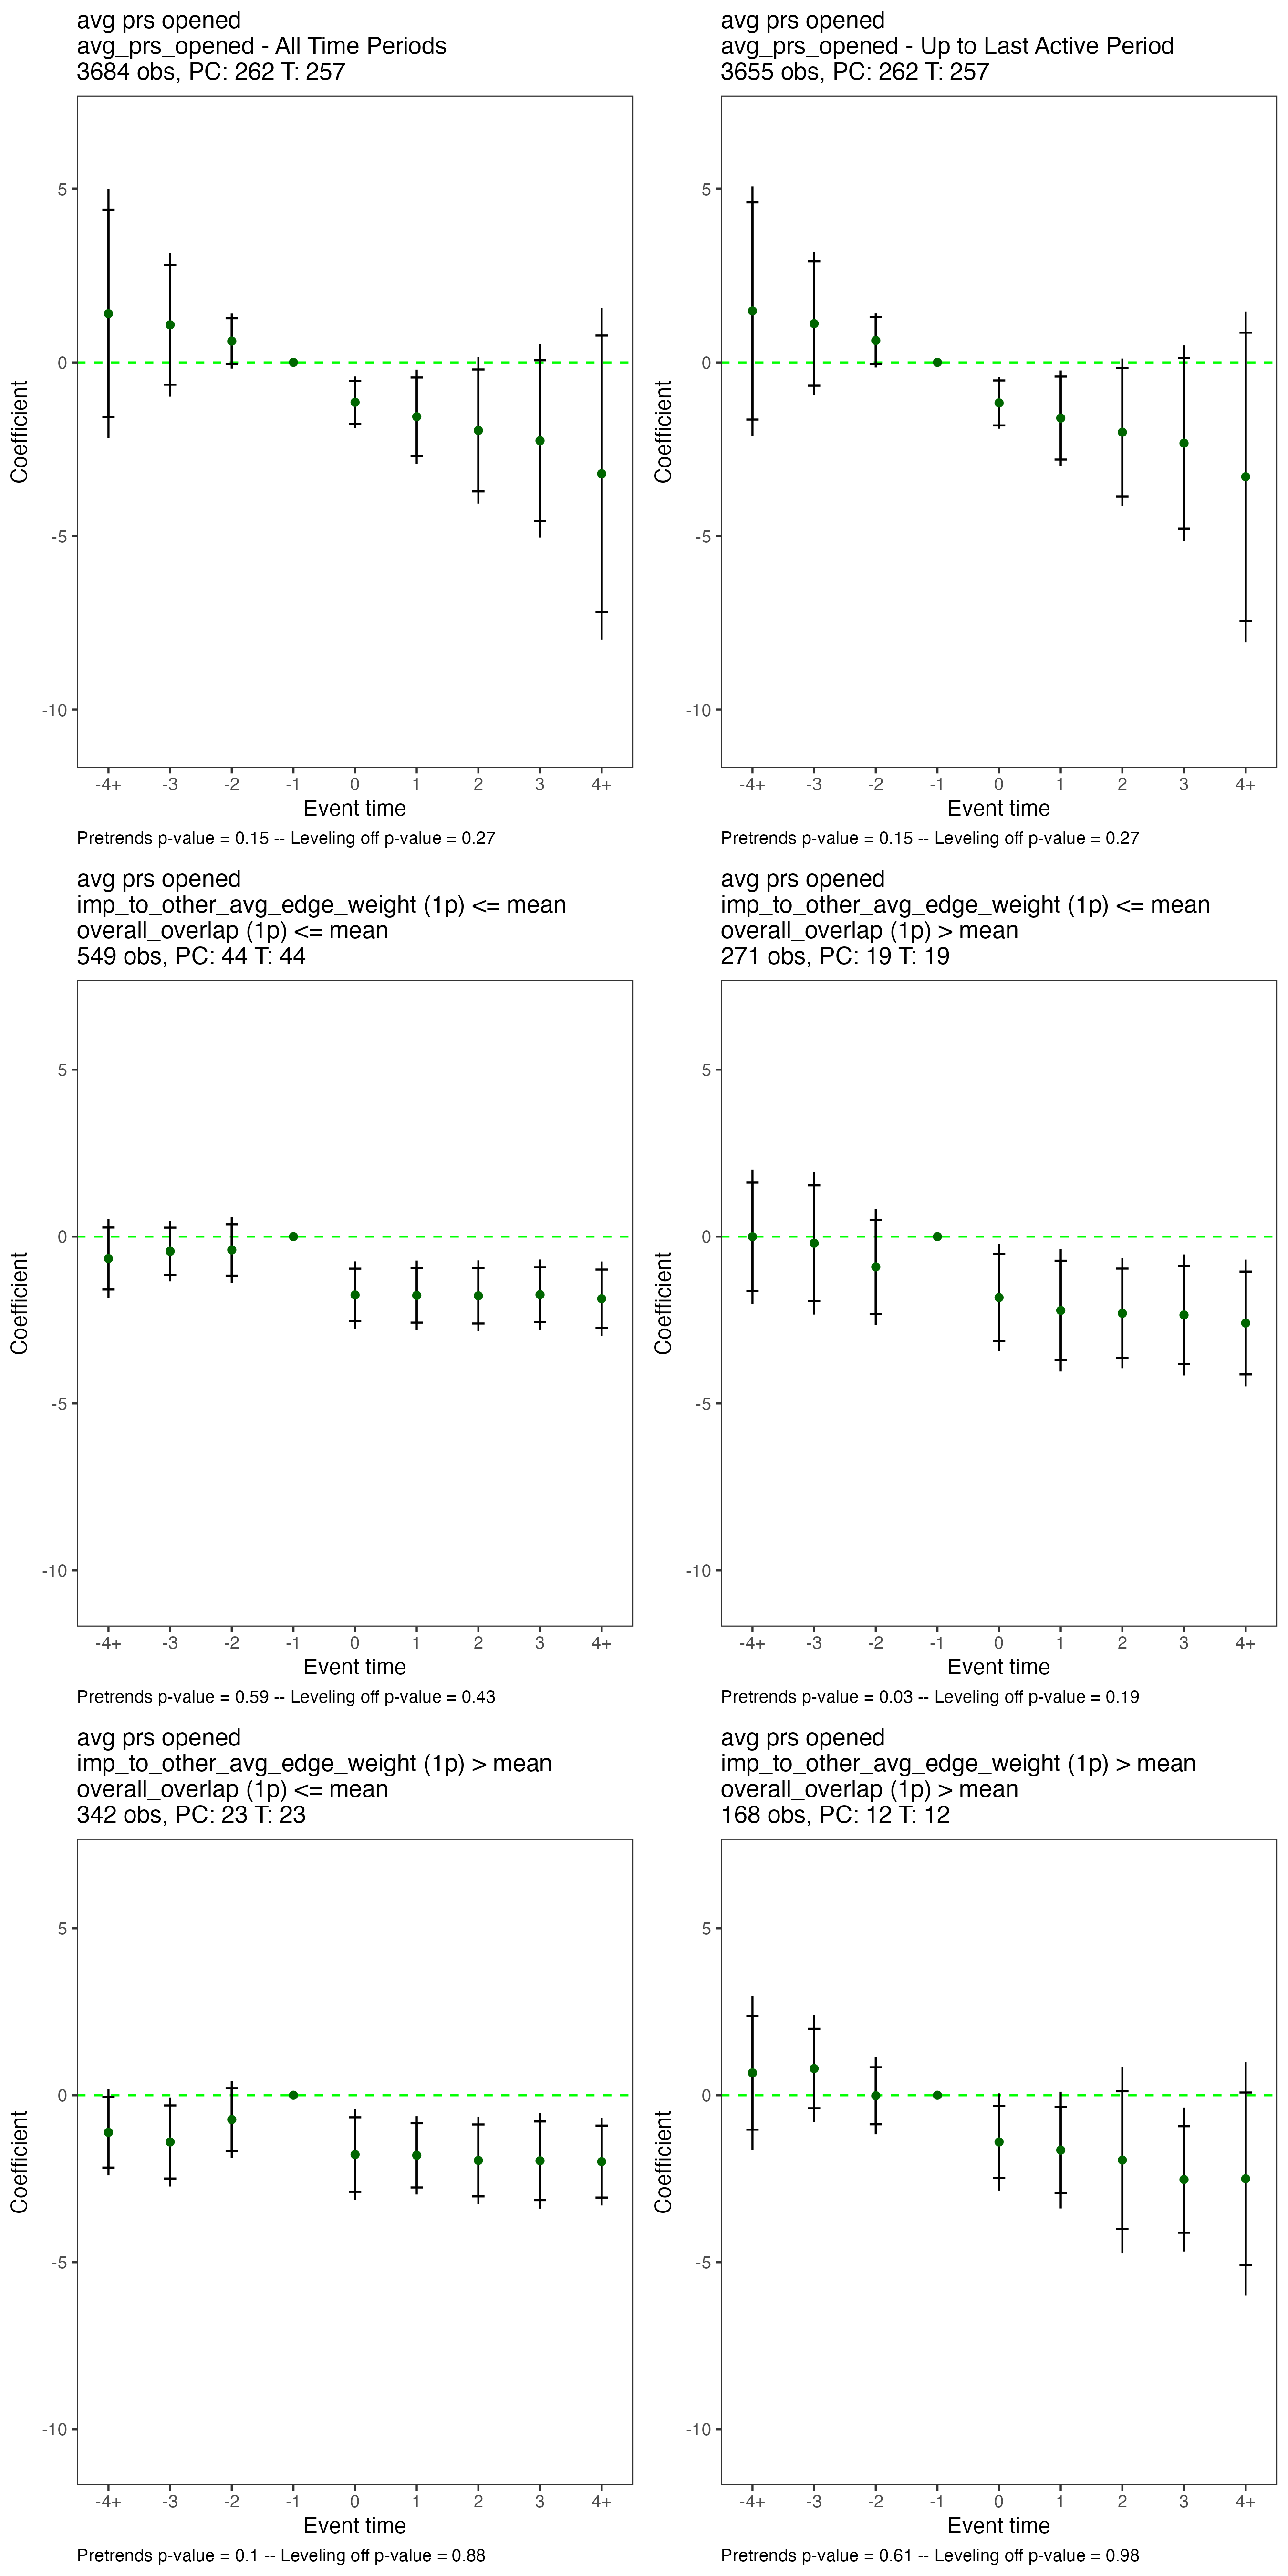 avg prs opened
avg_prs_opened - All Time Periods
3684 obs, PC: 262 T: 257
5
0
-5
-10
Coefficient
-4+ -3 -2 -1 0 1 2 3 4+
Event time
Pretrends p-value = 0.15 -- Leveling off p-value = 0.27
avg prs opened
avg_prs_opened - Up to Last Active Period
3655 obs, PC: 262 T: 257
5
0
-5
-10
Coefficient
-4+ -3 -2 -1 0 1 2 3 4+
Event time
Pretrends p-value = 0.15 -- Leveling off p-value = 0.27
avg prs opened
imp_to_other_avg_edge_weight (1p) <= mean
overall_overlap (1p) <= mean
549 obs, PC: 44 T: 44
5
0
-5
-10
Coefficient
-4+ -3 -2 -1 0 1 2 3 4+
Event time
Pretrends p-value = 0.59 -- Leveling off p-value = 0.43
avg prs opened
imp_to_other_avg_edge_weight (1p) <= mean
overall_overlap (1p) > mean
271 obs, PC: 19 T: 19
5
0
-5
-10
Coefficient
-4+ -3 -2 -1 0 1 2 3 4+
Event time
Pretrends p-value = 0.03 -- Leveling off p-value = 0.19
avg prs opened
imp_to_other_avg_edge_weight (1p) > mean
overall_overlap (1p) <= mean
342 obs, PC: 23 T: 23
5
0
-5
-10
Coefficient
-4+ -3 -2 -1 0 1 2 3 4+
Event time
Pretrends p-value = 0.1 -- Leveling off p-value = 0.88
avg prs opened
imp_to_other_avg_edge_weight (1p) > mean
overall_overlap (1p) > mean
168 obs, PC: 12 T: 12
5
0
-5
-10
Coefficient
-4+ -3 -2 -1 0 1 2 3 4+
Event time
Pretrends p-value = 0.61 -- Leveling off p-value = 0.98